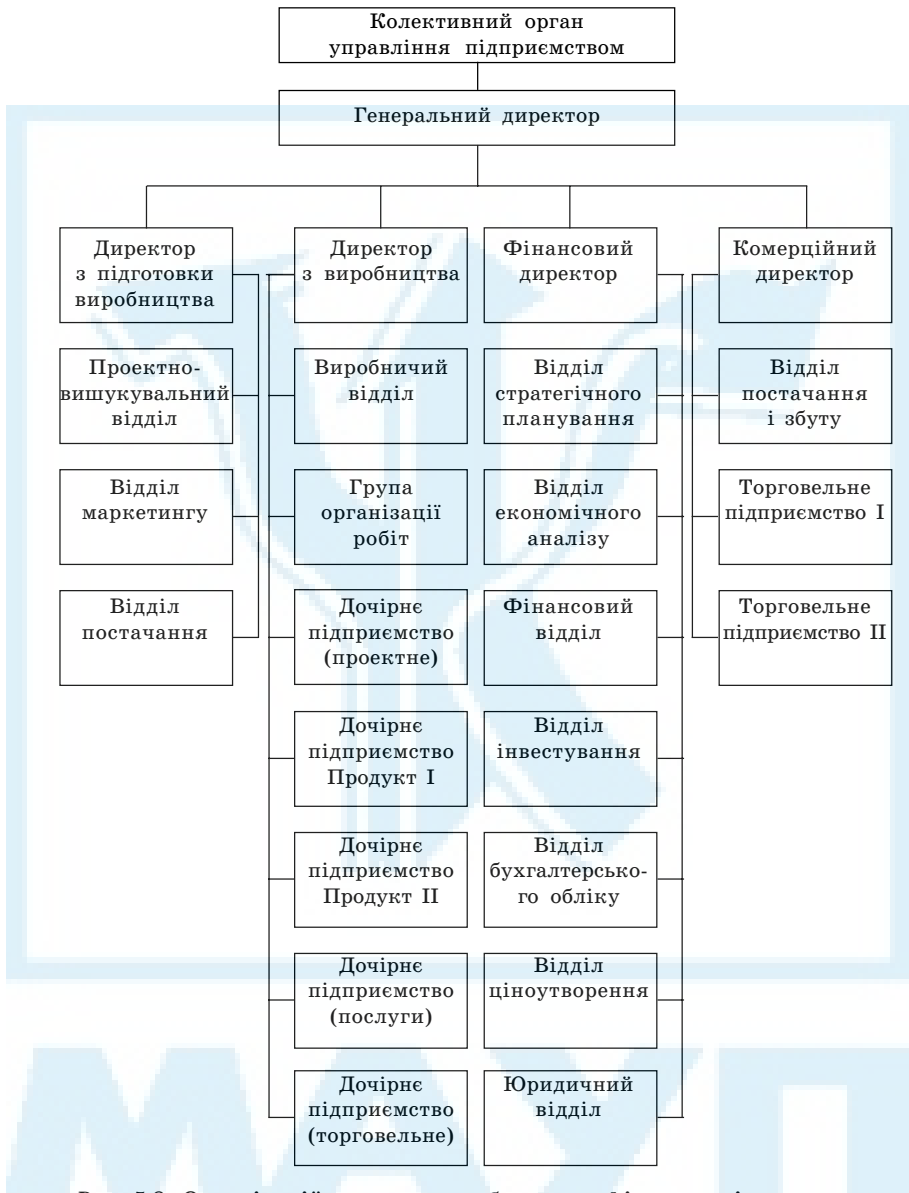 Колективний орган
управління підприємством
Генеральний директор
Директор
з підготовки
виробництва
Проектно-
вишукувальний
відділ
Відділ
маркетингу
Відділ
постачання
Директор
з виробництва
Виробничий
відділ
Група
організації
робіт
Дочірнє
підприємство
(проектне)
Дочірнє
підприємство
Продукт I
Дочірнє
підприємство
Продукт II
Дочірнє
підприємство
(послуги)
Дочірнє
підприємство
(торговельне)
Фінансовий
директор
Відділ
стратегічного
планування
Відділ
економічного
аналізу
Фінансовий
відділ
Відділ
інвестування
Відділ
бухгалтерсько-
го обліку
Відділ
ціноутворення
Юридичний
відділ
Комерційний
директор
Відділ
постачання
і збуту
Торговельне
підприємство I
Торговельне
підприємство II
МАУП